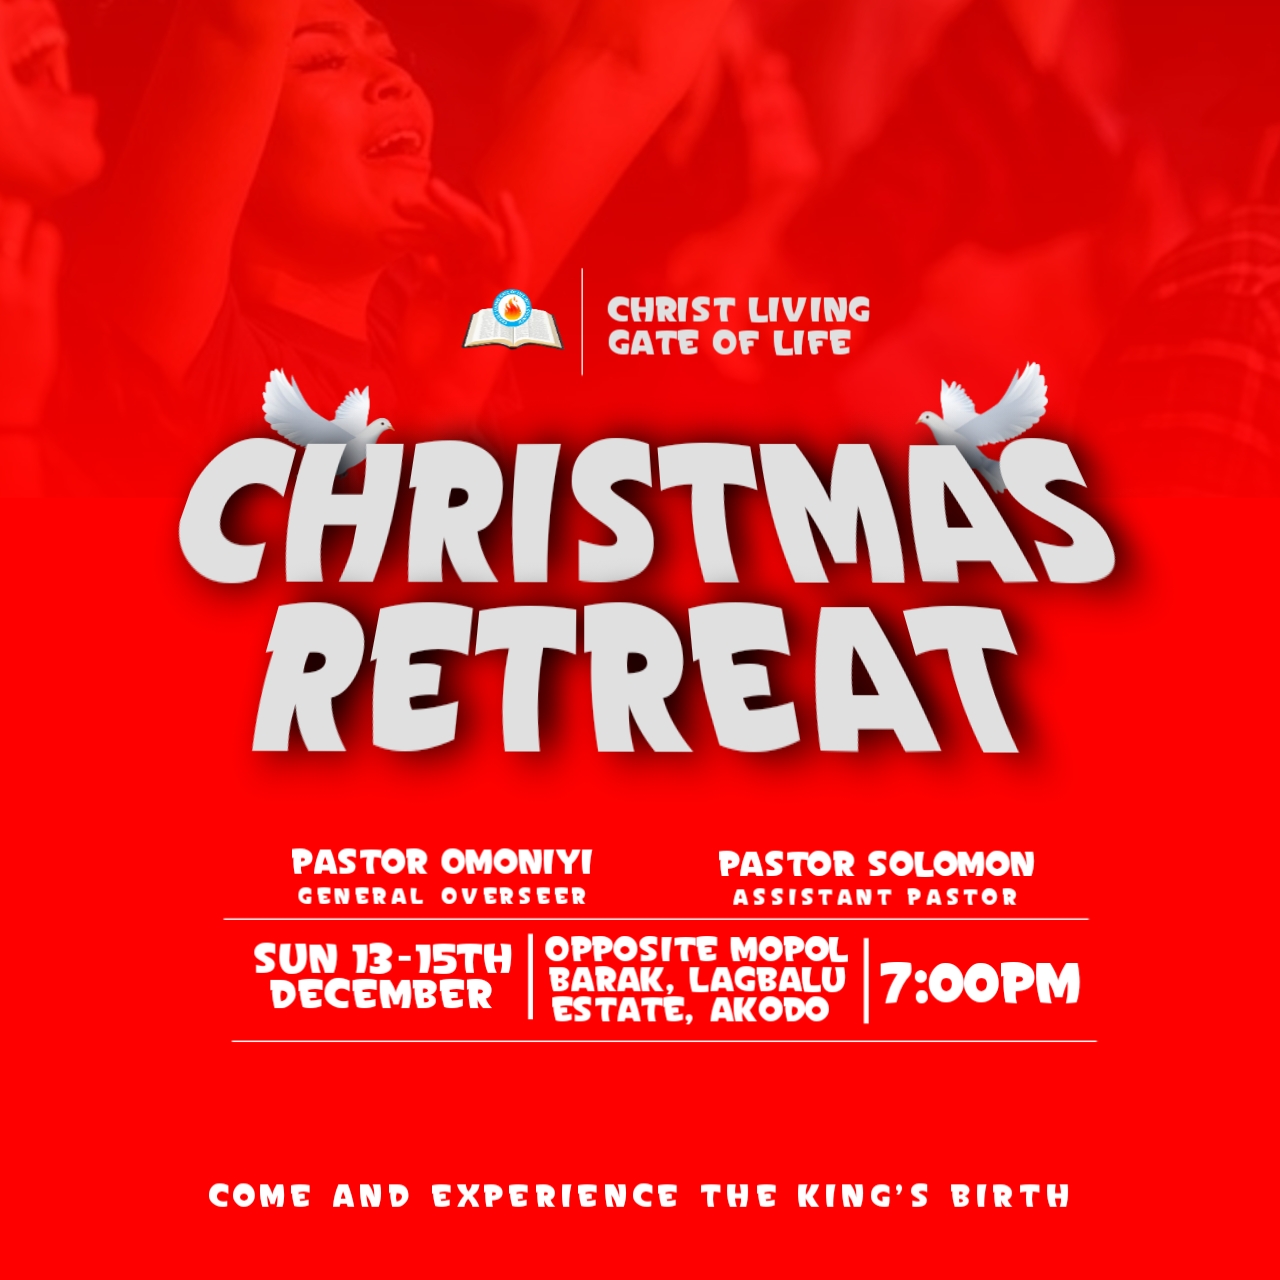 CHRIST LIVING
GATE OF LIFE
CHRISTMAS
RETREAT
PASTOR OMONIYI
GENERAL OVERSEER
PASTOR SOLOMON
ASSISTANT PASTOR
SUN 13-15TH
DECEMBER
OPPOSITE MOPOL
BARAK, LAGBALU
ESTATE, AKODO
7:00PM
COME AND EXPERIENCE THE KING'S BIRTH